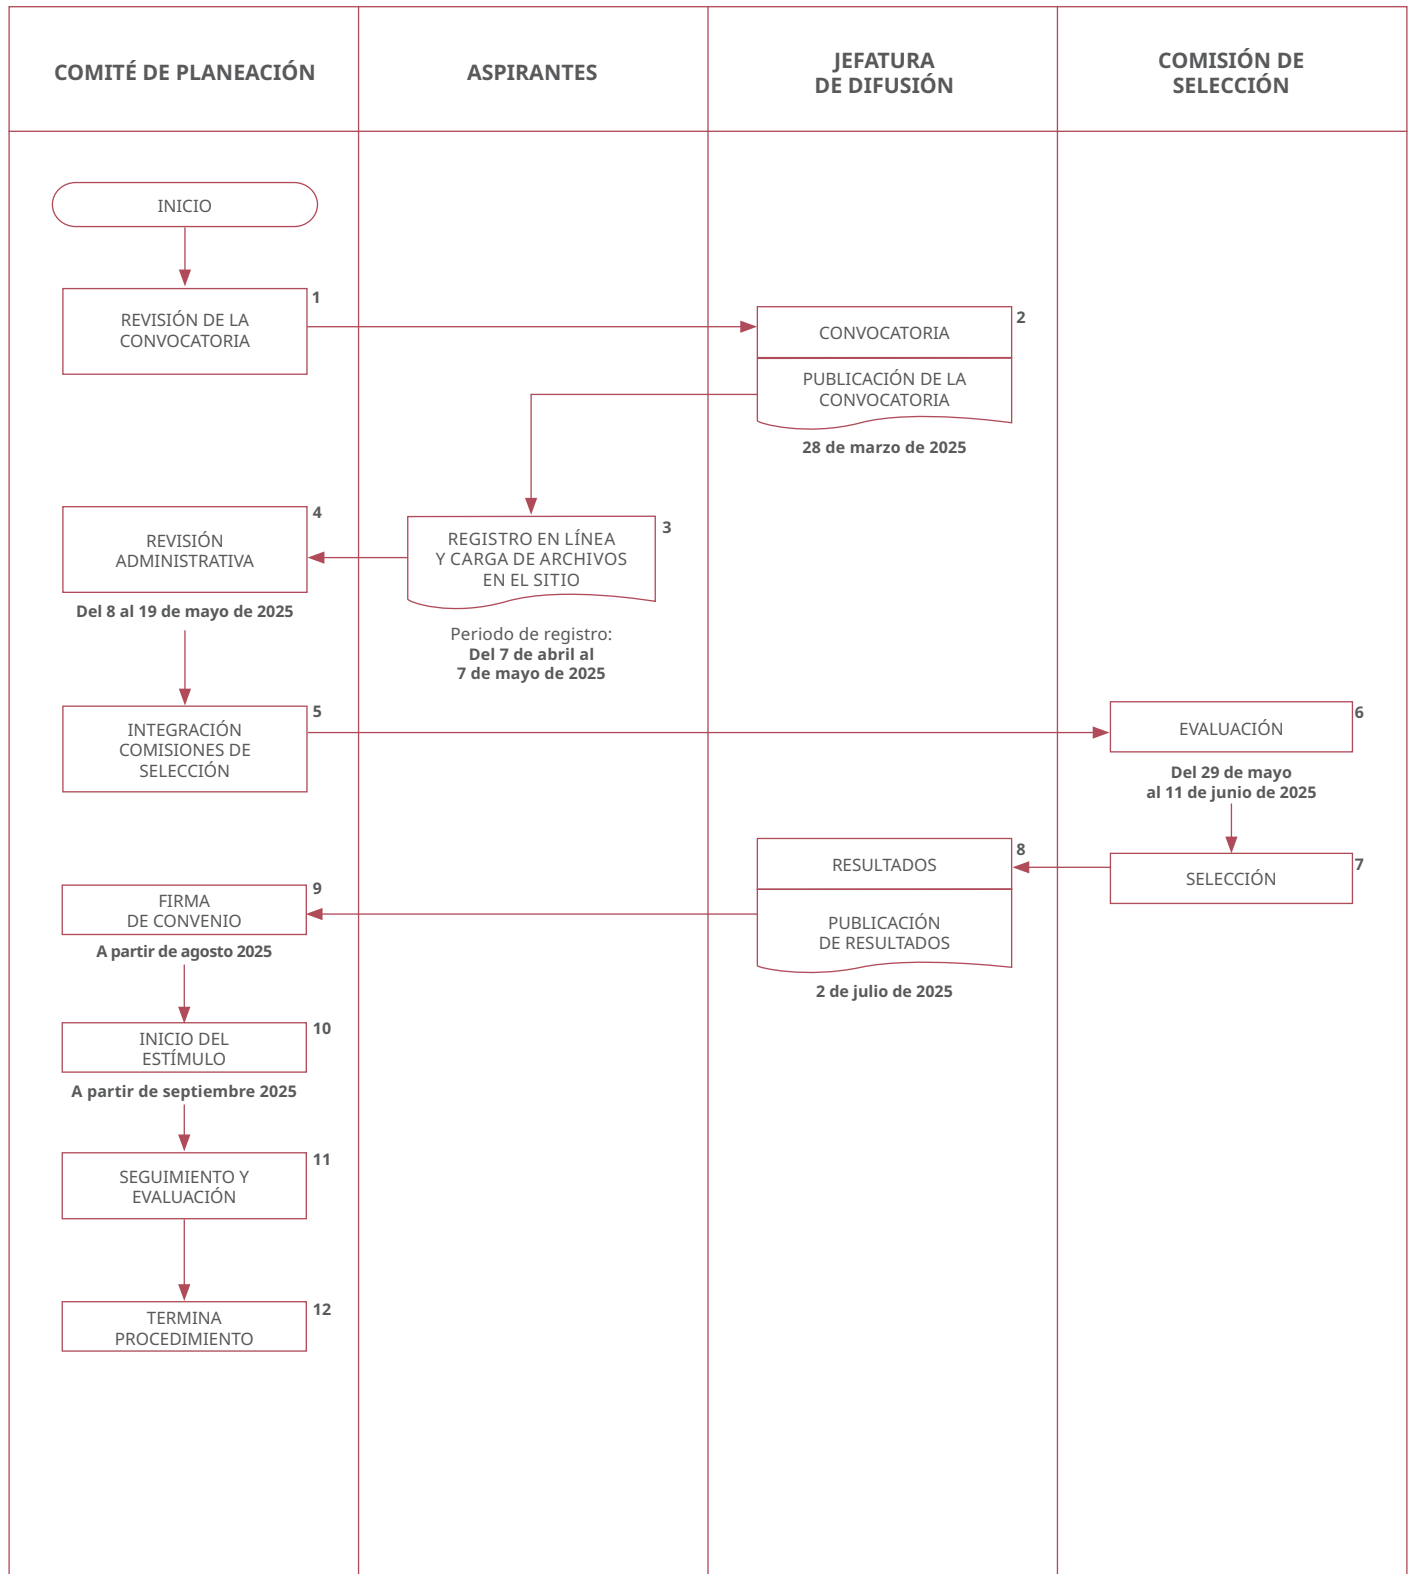 COMITÉ DE PLANEACIÓN
ASPIRANTES
JEFATURA
DE DIFUSIÓN
COMISIÓN DE
SELECCIÓN
INICIO
1
REVISIÓN DE LA
CONVOCATORIA
2
CONVOCATORIA
PUBLICACIÓN DE LA
CONVOCATORIA
28 de marzo de 2025
3
REGISTRO EN LÍNEA
Y CARGA DE ARCHIVOS
EN EL SITIO
Periodo de registro:
Del 7 de abril al
7 de mayo de 2025
4
REVISIÓN
ADMINISTRATIVA
Del 8 al 19 de mayo de 2025
5
INTEGRACIÓN
COMISIONES DE
SELECCIÓN
6
EVALUACIÓN
Del 29 de mayo
al 11 de junio de 2025
7
SELECCIÓN
8
RESULTADOS
PUBLICACIÓN
DE RESULTADOS
2 de julio de 2025
9
FIRMA
DE CONVENIO
A partir de agosto 2025
10
INICIO DEL
ESTÍMULO
A partir de septiembre 2025
11
SEGUIMIENTO Y
EVALUACIÓN
12
TERMINA
PROCEDIMIENTO